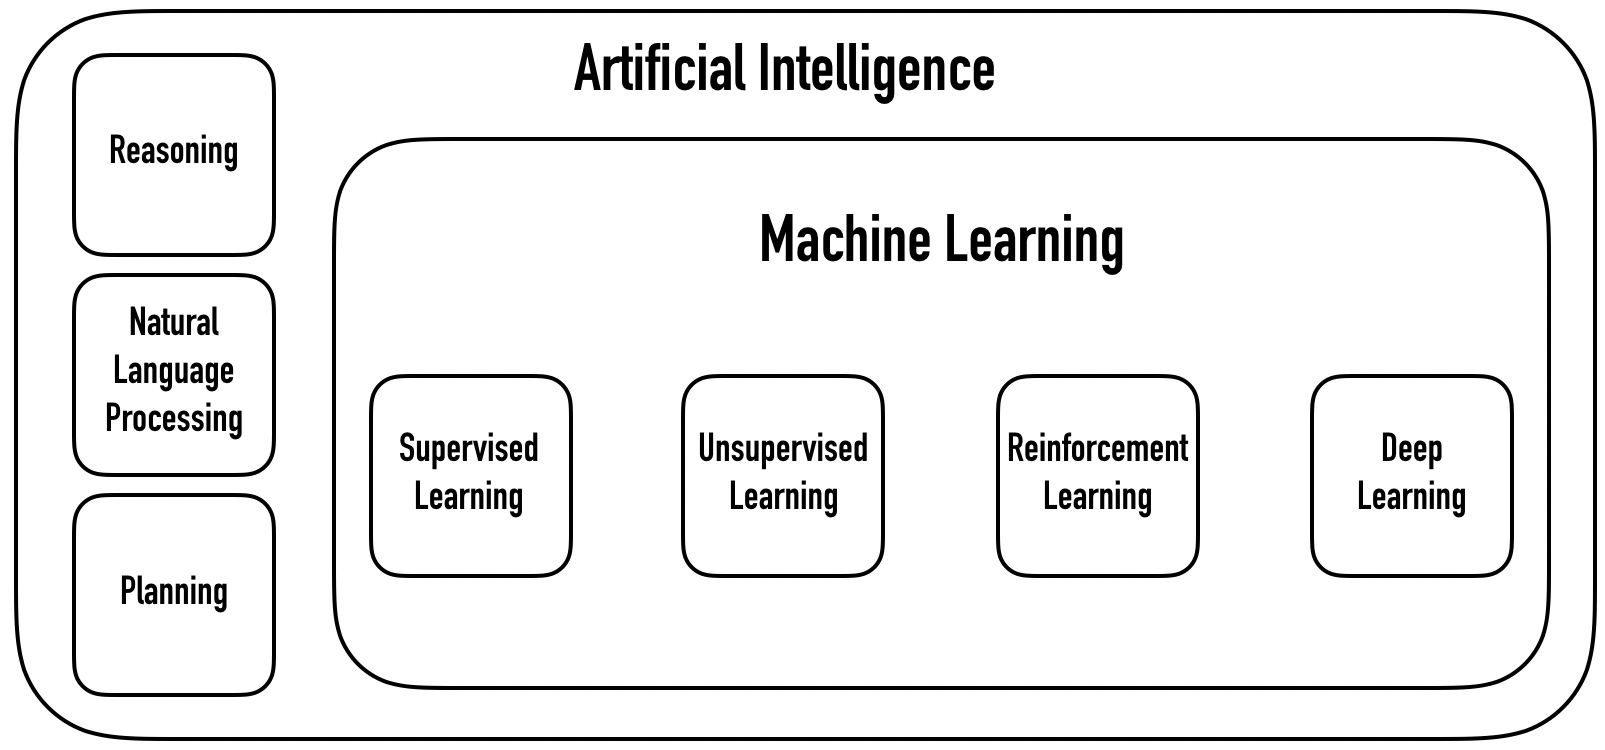 Artificial Intelligence
Reasoning
Natural
Language
Processing
Planning
Machine Learning
Supervised
Learning
Unsupervised
Learning
Reinforcement
Learning
Deep
Learning